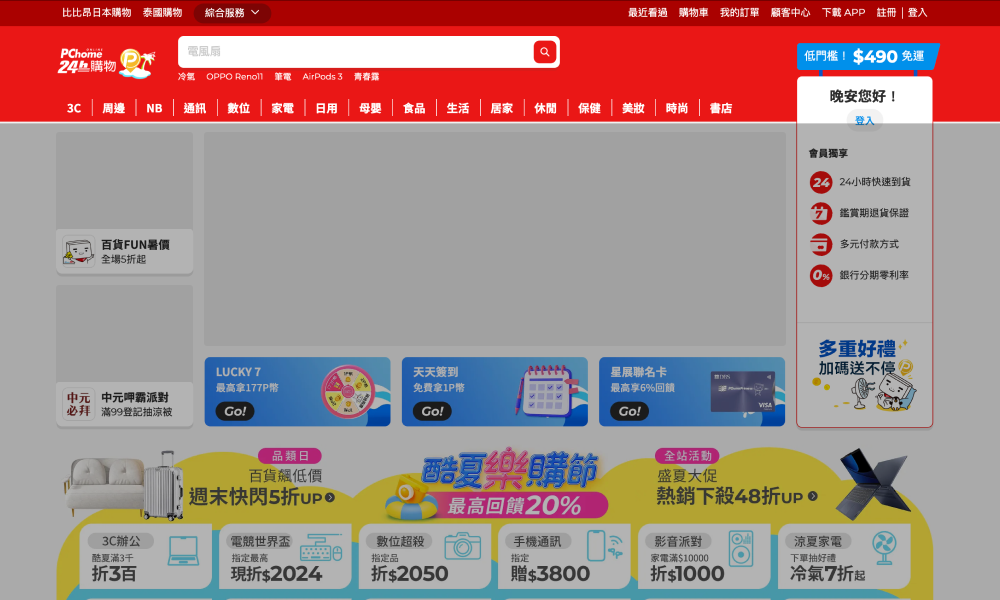 比比昂日本購物 泰國購物 綜合服務 最近看過 購物車 我的訂單 顧客中心 下載 APP 註冊 | 登入
PChome ONLINE
24h購物
電風扇
冷氣 OPPO Reno11 筆電 AirPods 3 青春露
低門檻！$490 免運
3C 周邊 NB 通訊 數位 家電 日用 母嬰 食品 生活 居家 休閒 保健 美妝 時尚 書店
晚安您好！
登入
會員獨享
24 24小時快速到貨
7 鑑賞期退貨保證
多元付款方式
0% 銀行分期零利率
多重好禮
加碼送不停
百貨FUN暑價
全場5折起
中元必拜
中元呷霸派對
滿99登記抽涼被
LUCKY 7
最高拿177P幣
Go!
天天簽到
免費拿1P幣
Go!
星展聯名卡
最高享6%回饋
Go!
VISA
品類日
百貨飆低價
週末快閃5折UP
酷夏樂購節
最高回饋20%
全站活動
盛夏大促
熱銷下殺48折UP
3C辦公
酷夏滿3千
折3百
電競世界盃
指定最高
現折$2024
數位超殺
指定品
折$2050
手機通訊
指定
贈$3800
影音派對
家電滿$10000
折$1000
涼夏家電
下單抽好禮
冷氣7折起